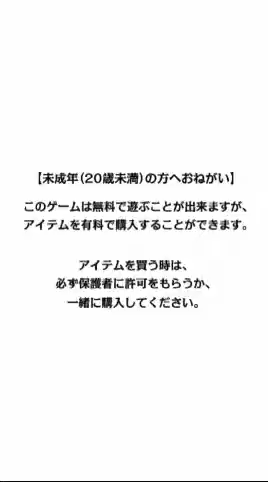 【未成年(20歳未満)の方へおねがい】
このゲームは無料で遊ぶことが出来ますが、
アイテムを有料で購入することができます。
アイテムを買う時は、
必ず保護者に許可をもらうか、
一緒に購入してください。